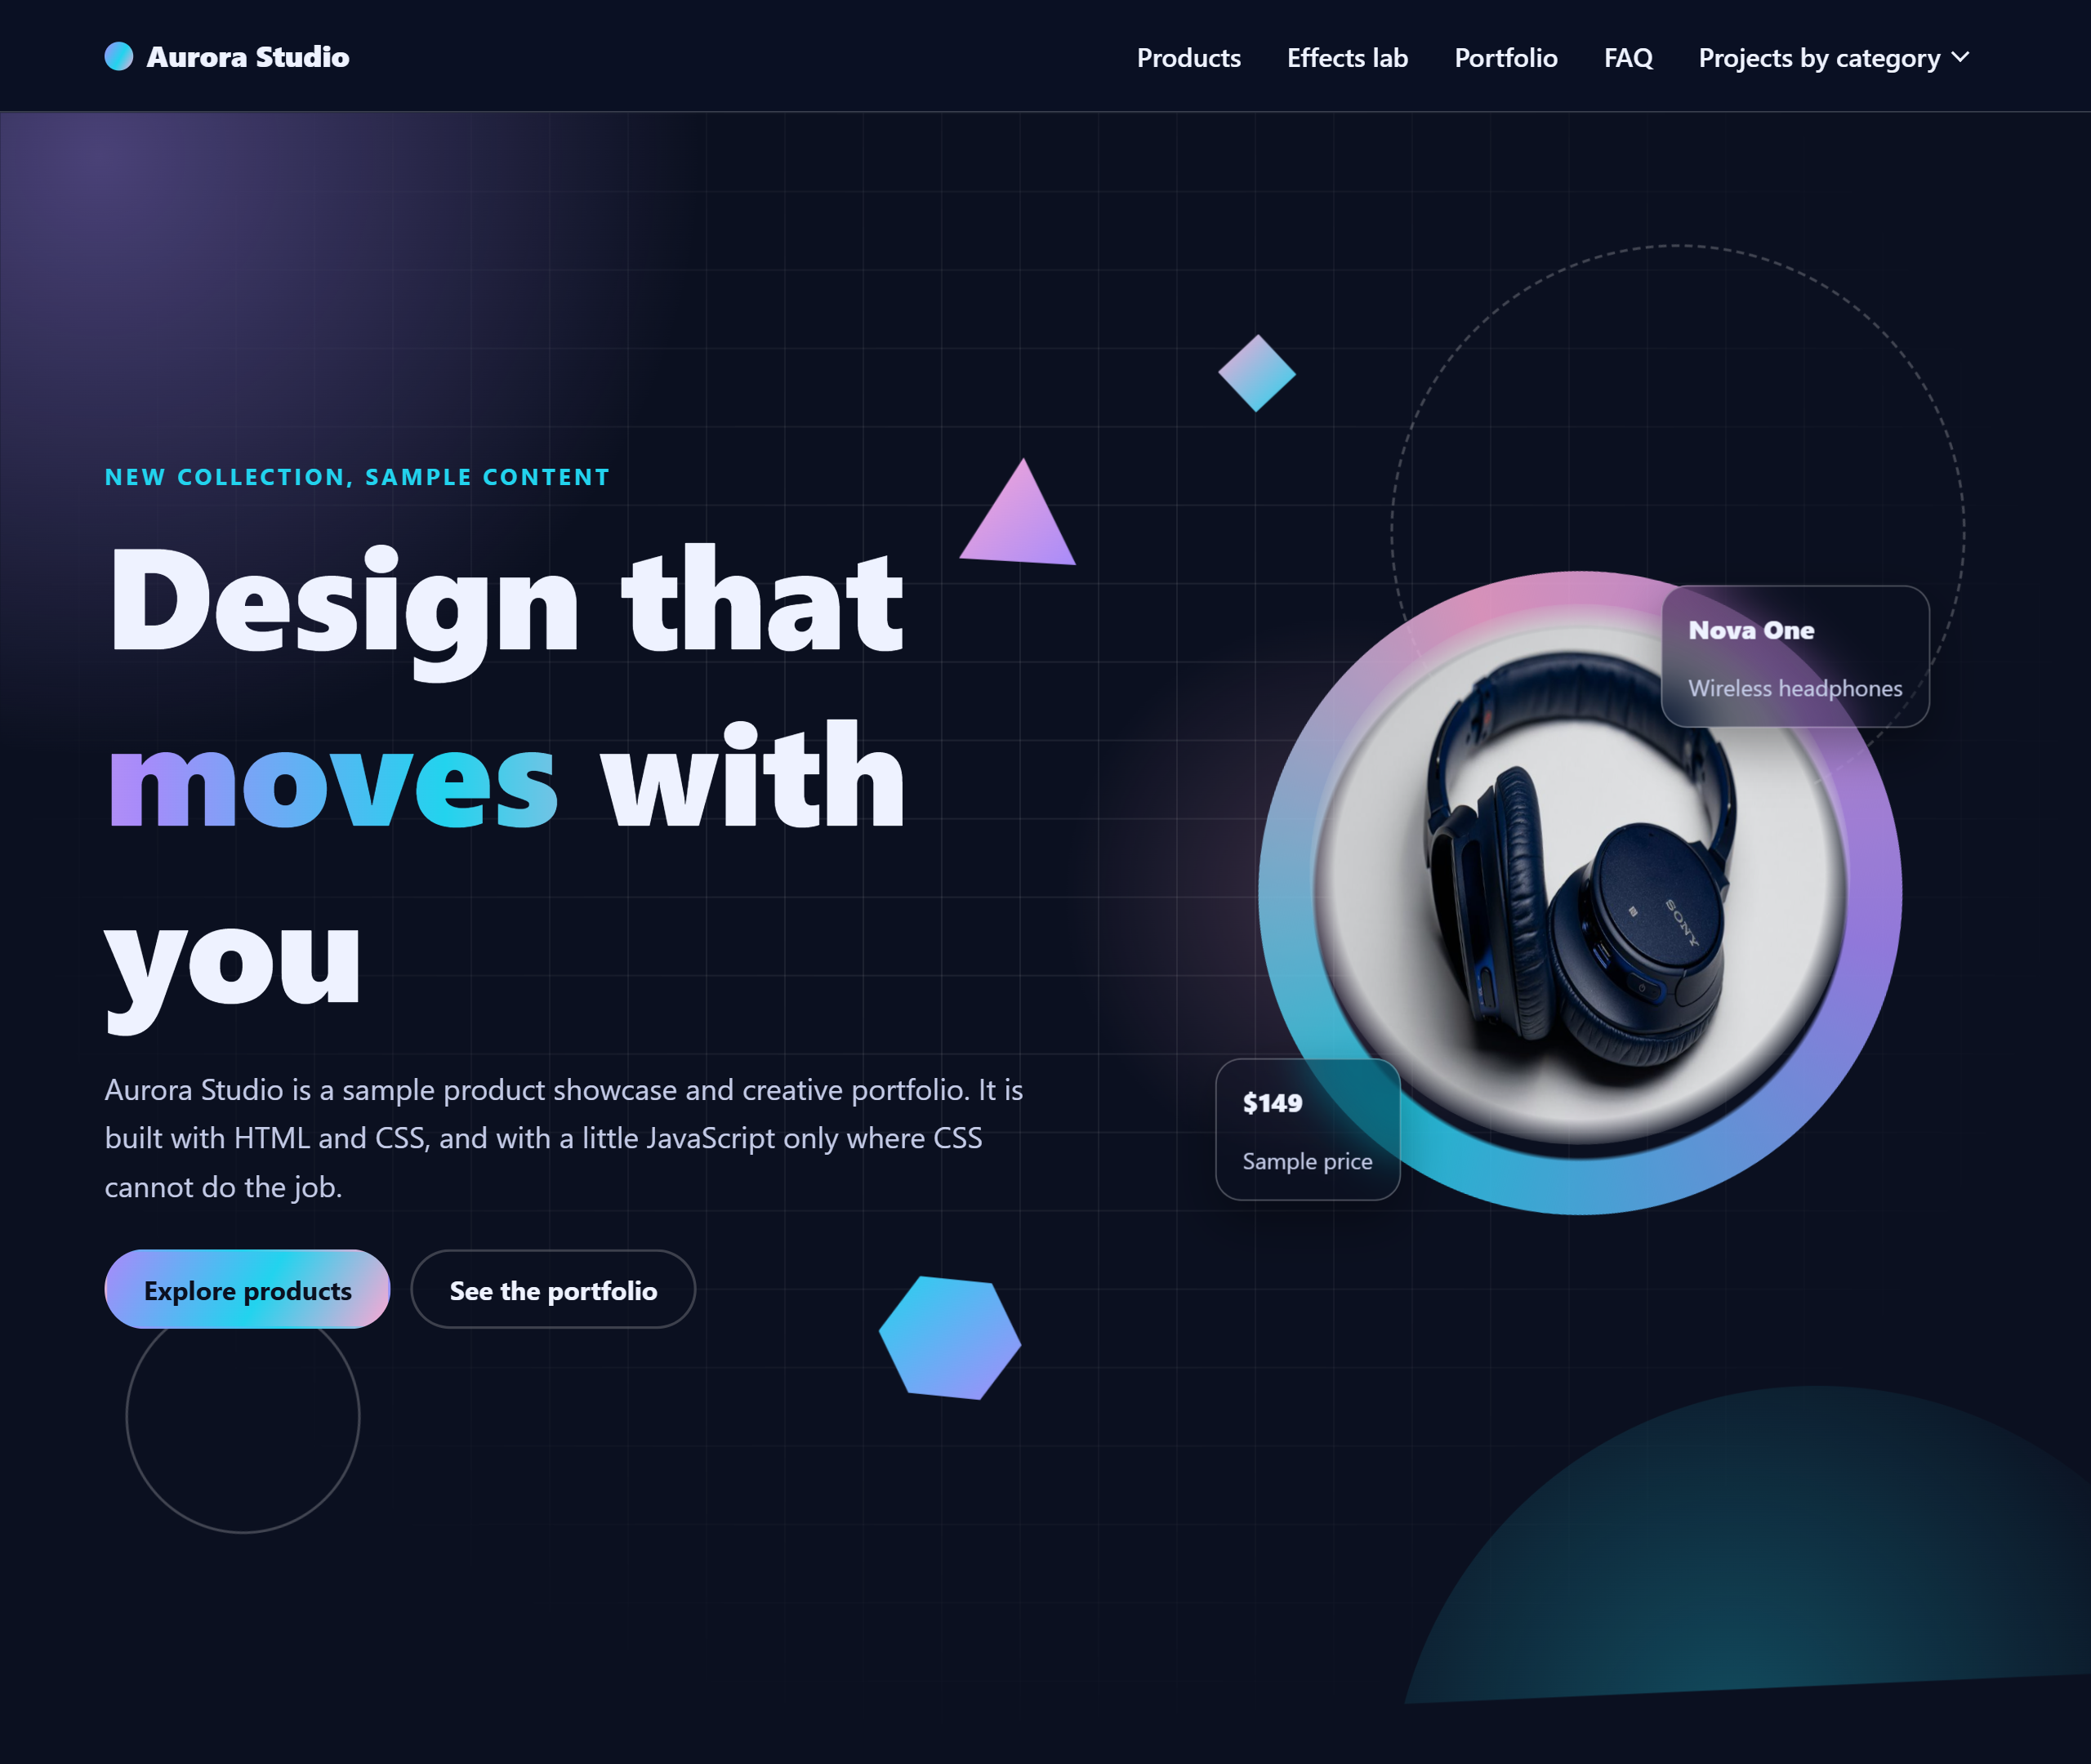 Aurora Studio
Products
Effects lab
Portfolio
FAQ
Projects by category
NEW COLLECTION, SAMPLE CONTENT
Design that
moves with
you
Aurora Studio is a sample product showcase and creative portfolio. It is
built with HTML and CSS, and with a little JavaScript only where CSS
cannot do the job.
Explore products
See the portfolio
Nova One
Wireless headphones
SONY
$149
Sample price